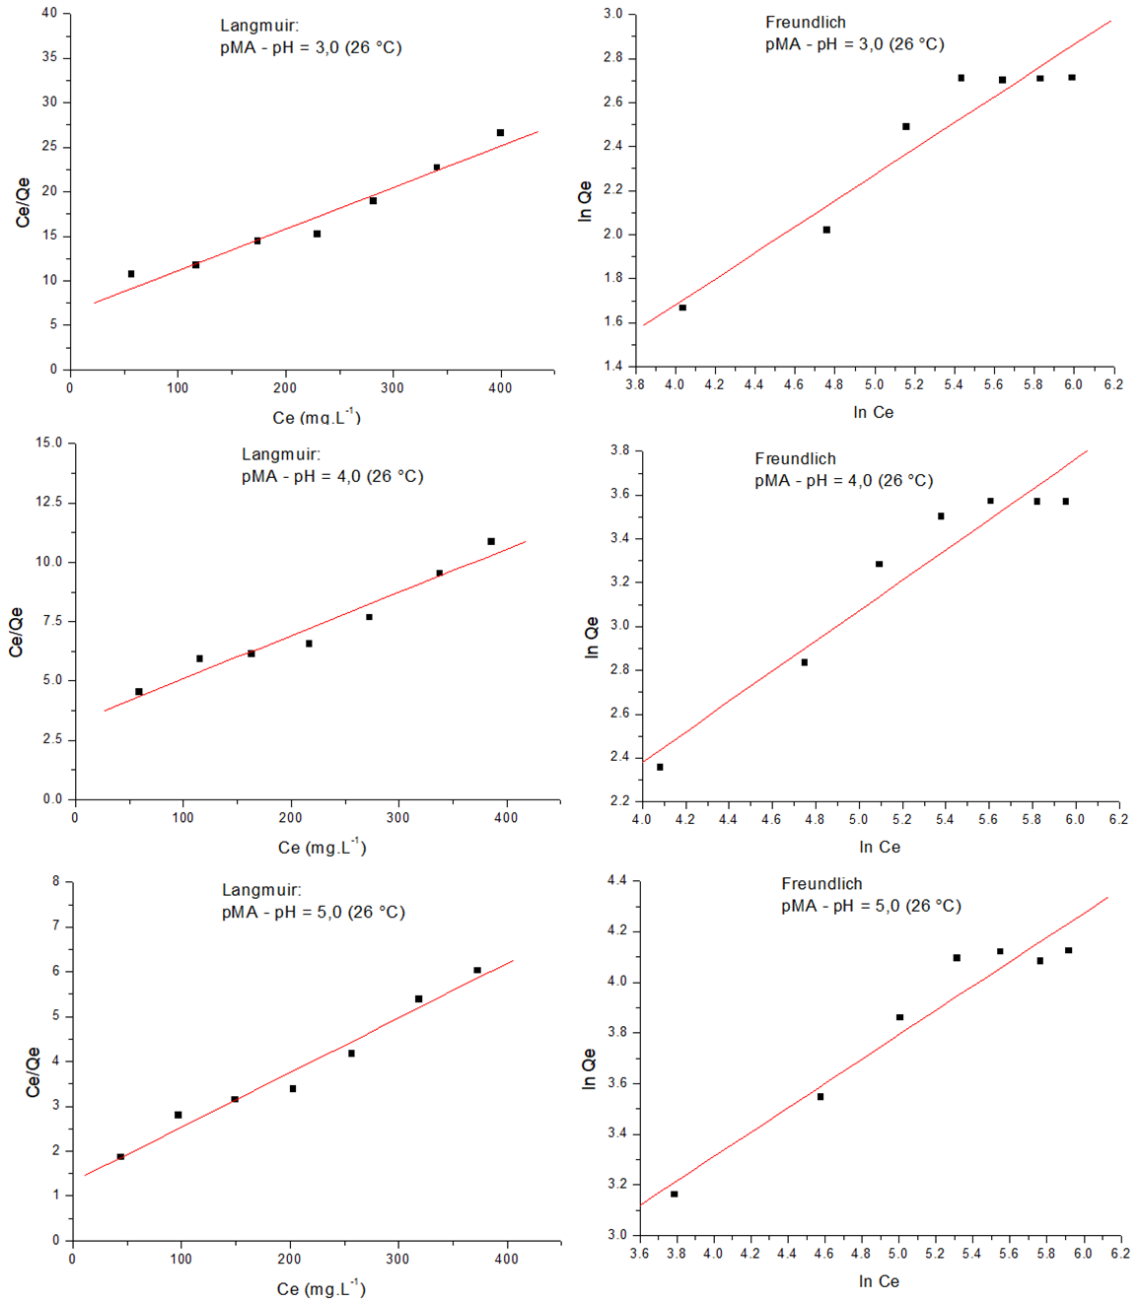 Langmuir:
pMA - pH = 3,0 (26 °C)
40
35
30
25
20
15
10
5
0
Ce/Qe
0 100 200 300 400
Ce (mg.L⁻¹)
Freundlich
pMA - pH = 3,0 (26 °C)
3.0
2.8
2.6
2.4
2.2
2.0
1.8
1.6
1.4
ln Qe
3.8 4.0 4.2 4.4 4.6 4.8 5.0 5.2 5.4 5.6 5.8 6.0 6.2
ln Ce
Langmuir:
pMA - pH = 4,0 (26 °C)
15.0
12.5
10.0
7.5
5.0
2.5
0.0
Ce/Qe
0 100 200 300 400
Ce (mg.L⁻¹)
Freundlich
pMA - pH = 4,0 (26 °C)
3.8
3.6
3.4
3.2
3.0
2.8
2.6
2.4
2.2
ln Qe
4.0 4.2 4.4 4.6 4.8 5.0 5.2 5.4 5.6 5.8 6.0 6.2
ln Ce
Langmuir:
pMA - pH = 5,0 (26 °C)
8
7
6
5
4
3
2
1
0
Ce/Qe
0 100 200 300 400
Ce (mg.L⁻¹)
Freundlich
pMA - pH = 5,0 (26 °C)
4.4
4.2
4.0
3.8
3.6
3.4
3.2
3.0
ln Qe
3.6 3.8 4.0 4.2 4.4 4.6 4.8 5.0 5.2 5.4 5.6 5.8 6.0 6.2
ln Ce